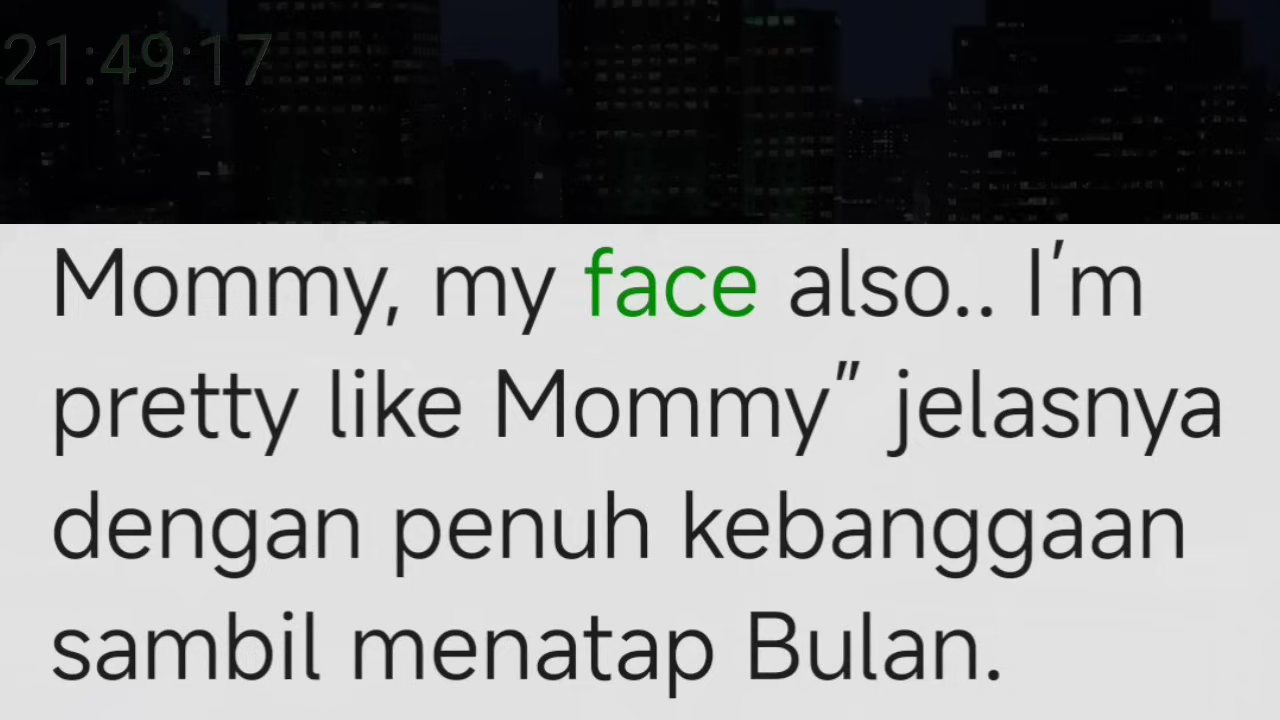 21:49:17
Mommy, my face also.. I'm
pretty like Mommy" jelasnya
dengan penuh kebanggaan
sambil menatap Bulan.